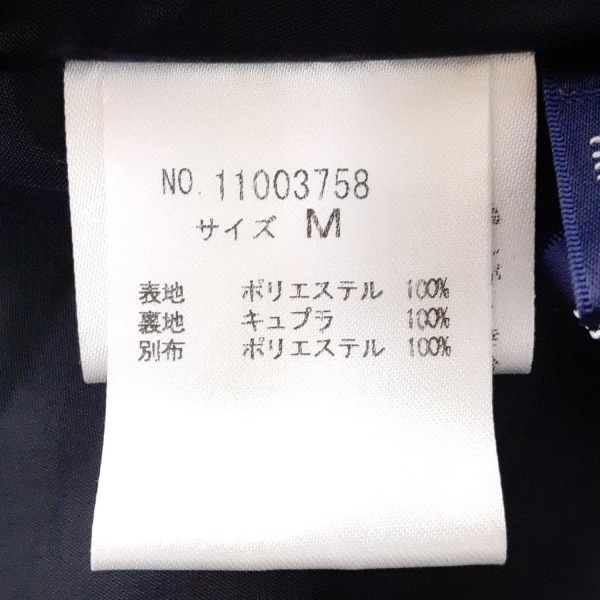 NO. 11003758
サイズ M
表地 ポリエステル 100%
裏地 キュプラ 100%
別布 ポリエステル 100%